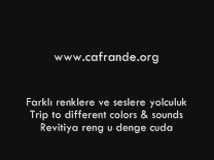 www.cafrande.org
Farklı renklere ve seslere yolculuk
Trip to different colors & sounds
Revitiya reng u denge cuda